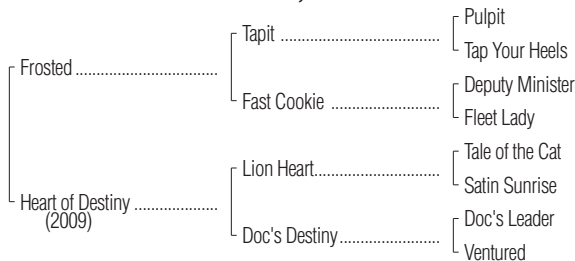 Pulpit
Tapit ........................................
Tap Your Heels
Frosted ....................................
Deputy Minister
Fast Cookie ...........................
Fleet Lady
Tale of the Cat
Lion Heart................................
Satin Sunrise
Heart of Destiny .....................
(2009)
Doc's Leader
Doc's Destiny.........................
Ventured